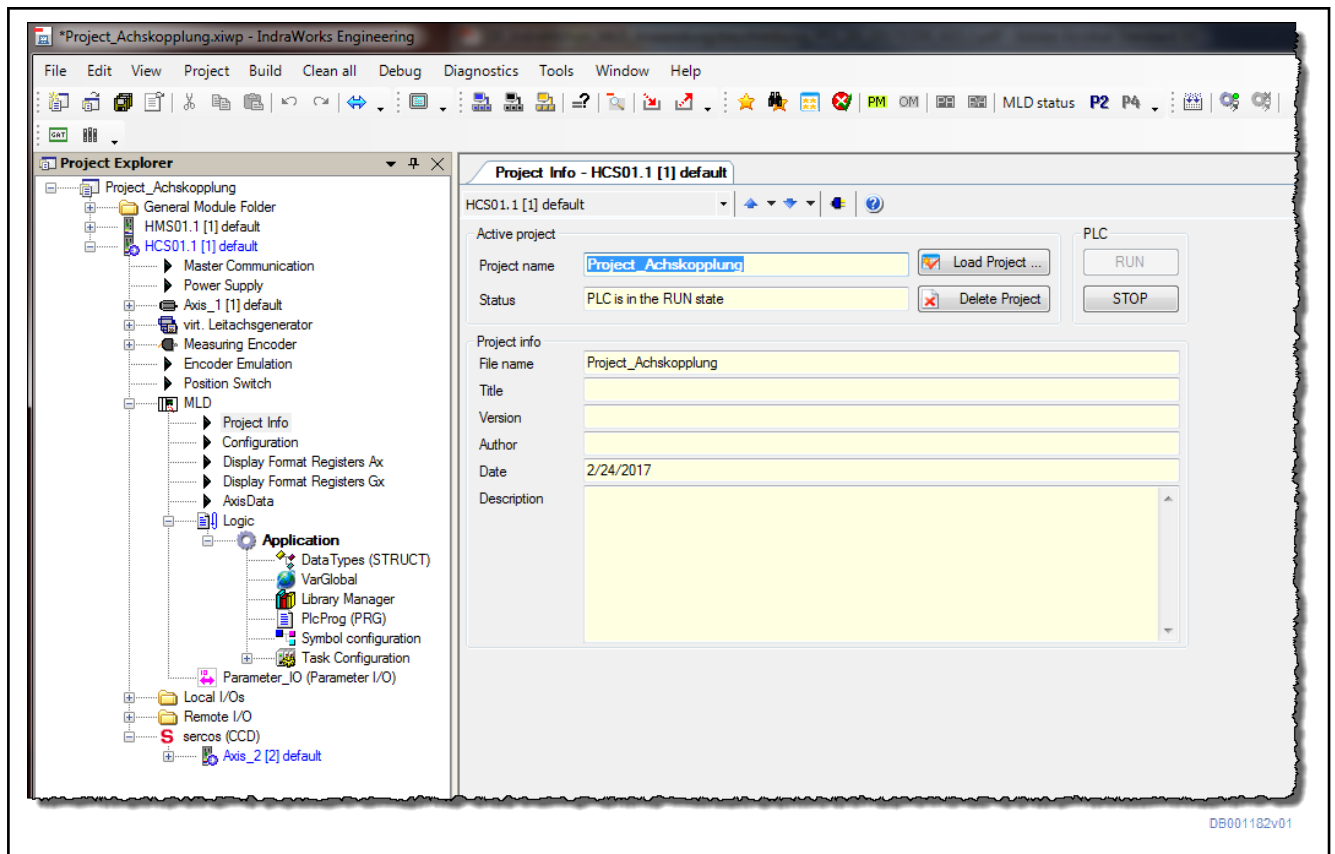 *Project_Achskopplung.xiwp - IndraWorks Engineering
File Edit View Project Build Clean all Debug Diagnostics Tools Window Help
PM OM MLD status P2 P4
GAT
Project Explorer
Project_Achskopplung
General Module Folder
HMS01.1 [1] default
HCS01.1 [1] default
Master Communication
Power Supply
Axis_1 [1] default
virt. Leitachsgenerator
Measuring Encoder
Encoder Emulation
Position Switch
MLD
Project Info
Configuration
Display Format Registers Ax
Display Format Registers Gx
AxisData
Logic
Application
DataTypes (STRUCT)
VarGlobal
Library Manager
PlcProg (PRG)
Symbol configuration
Task Configuration
Parameter_IO (Parameter I/O)
Local I/Os
Remote I/O
S sercos (CCD)
Axis_2 [2] default
Project Info - HCS01.1 [1] default
HCS01.1 [1] default
Active project
Project name Project_Achskopplung Load Project ...
Status PLC is in the RUN state Delete Project
PLC
RUN
STOP
Project info
File name Project_Achskopplung
Title
Version
Author
Date 2/24/2017
Description
DB001182v01